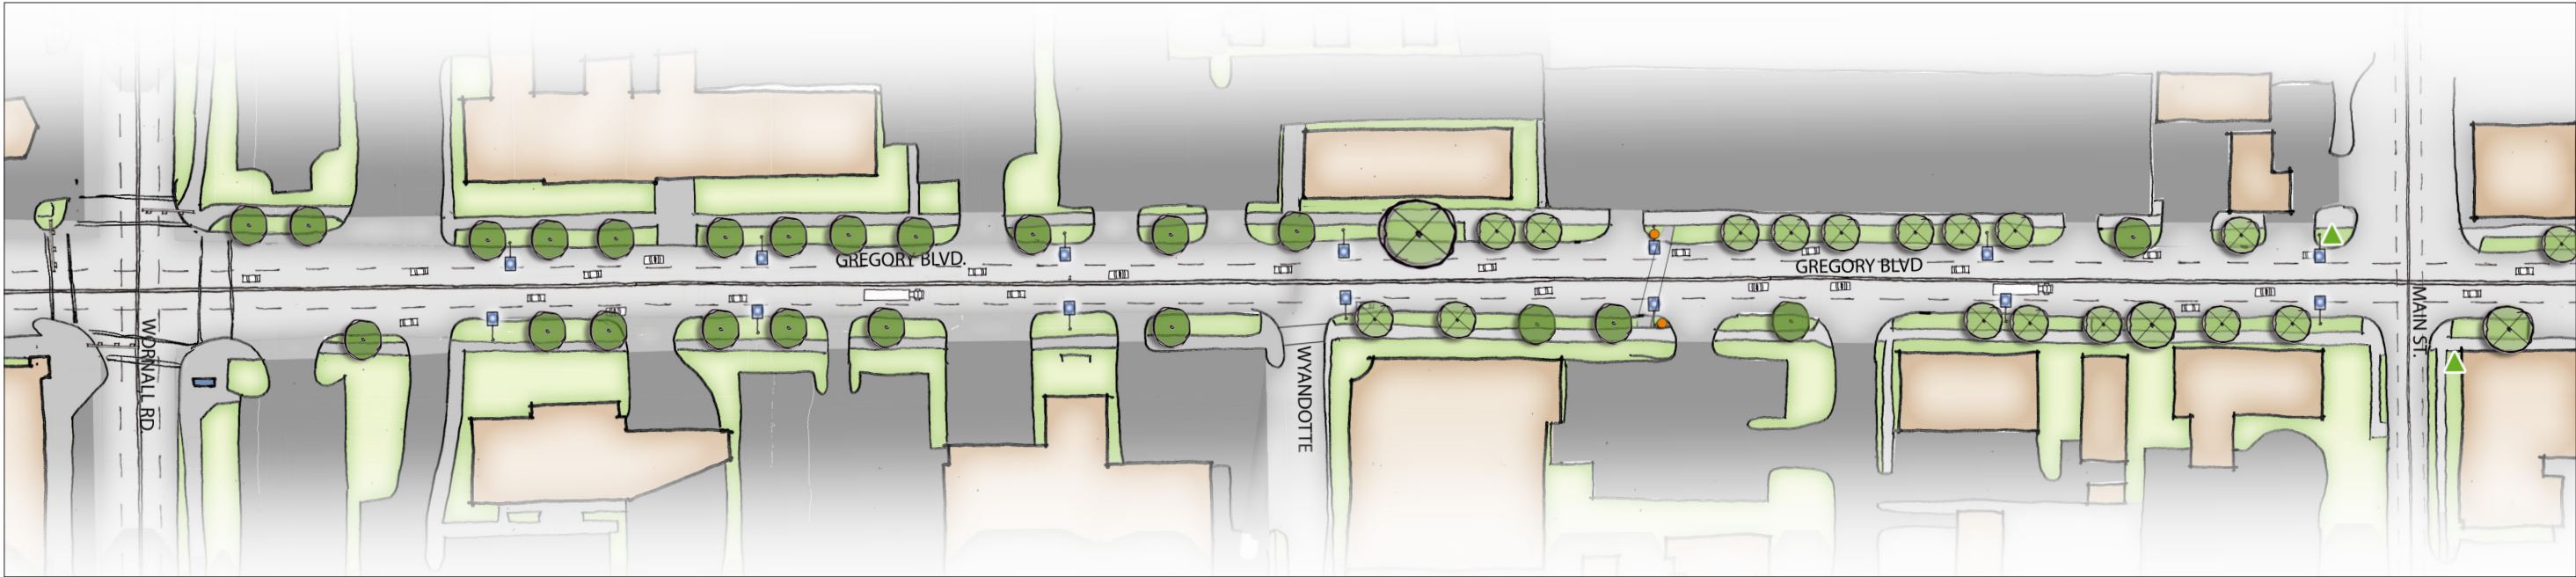 GREGORY BLVD.
GREGORY BLVD
WORNALL RD.
WYANDOTTE
MAIN ST.